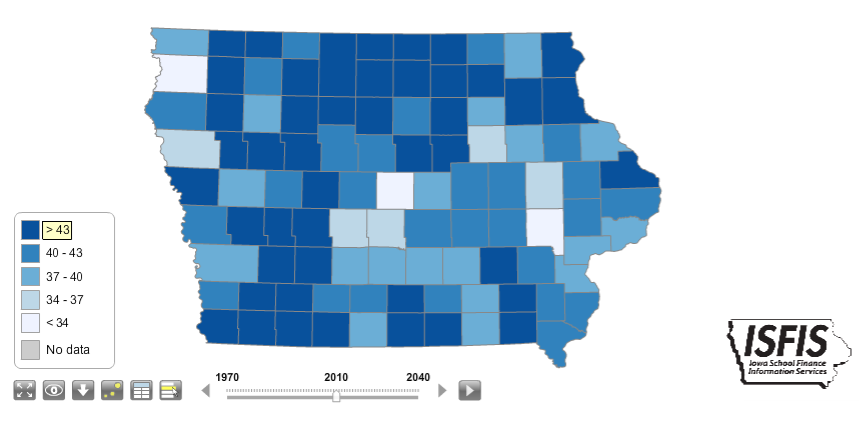 > 43
40 - 43
37 - 40
34 - 37
< 34
No data
1970
2010
2040
ISFIS
Iowa School Finance
Information Services